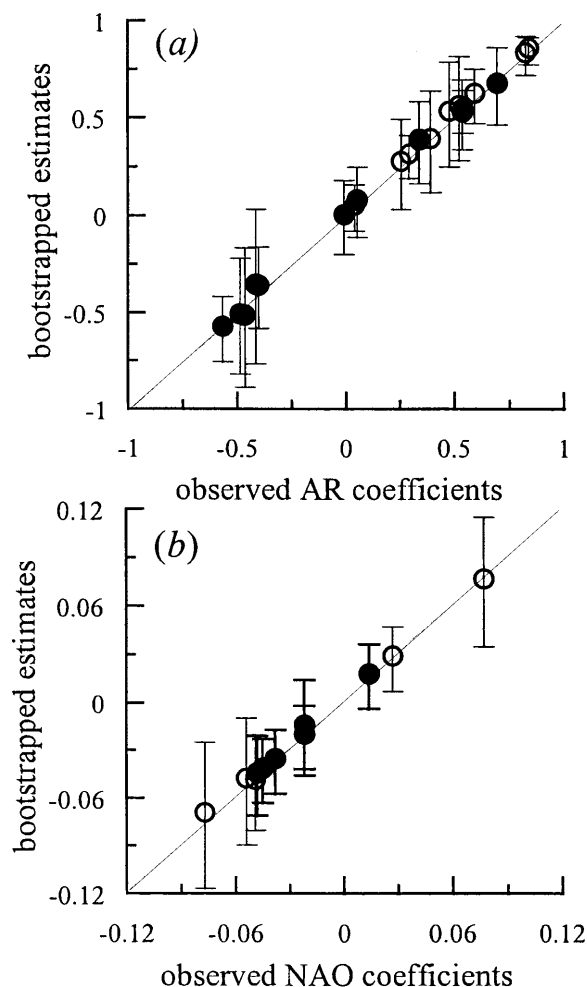 (a)
bootstrapped estimates
1
0.5
0
-0.5
-1
-1 -0.5 0 0.5 1
observed AR coefficients
(b)
bootstrapped estimates
0.12
0.06
0
-0.06
-0.12
-0.12 -0.06 0 0.06 0.12
observed NAO coefficients